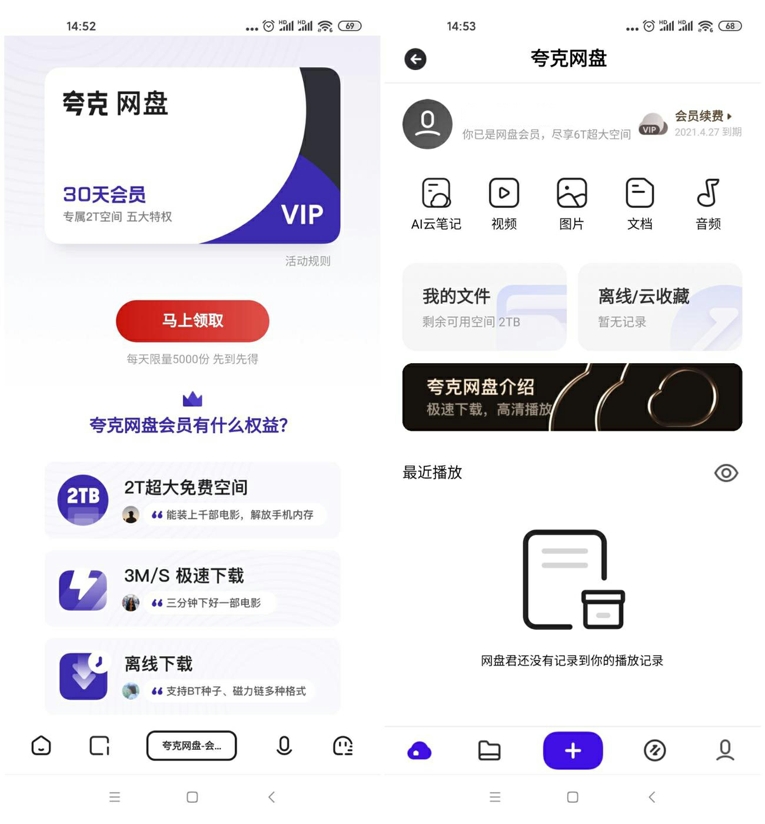 14:52
HD
HD
69
夸克 网盘
30天会员
专属2T空间 五大特权
VIP
活动规则
马上领取
每天限量5000份 先到先得
夸克网盘会员有什么权益?
2TB
2T超大免费空间
能装上千部电影，解放手机内存
3M/S 极速下载
三分钟下好一部电影
离线下载
支持BT种子、磁力链多种格式
夸克网盘-会...
14:53
HD
HD
68
夸克网盘
你已是网盘会员，尽享6T超大空间
VIP
会员续费
2021.4.27 到期
AI云笔记
视频
图片
文档
音频
我的文件
剩余可用空间 2TB
离线/云收藏
暂无记录
夸克网盘介绍
极速下载，高清播放
最近播放
网盘君还没有记录到你的播放记录